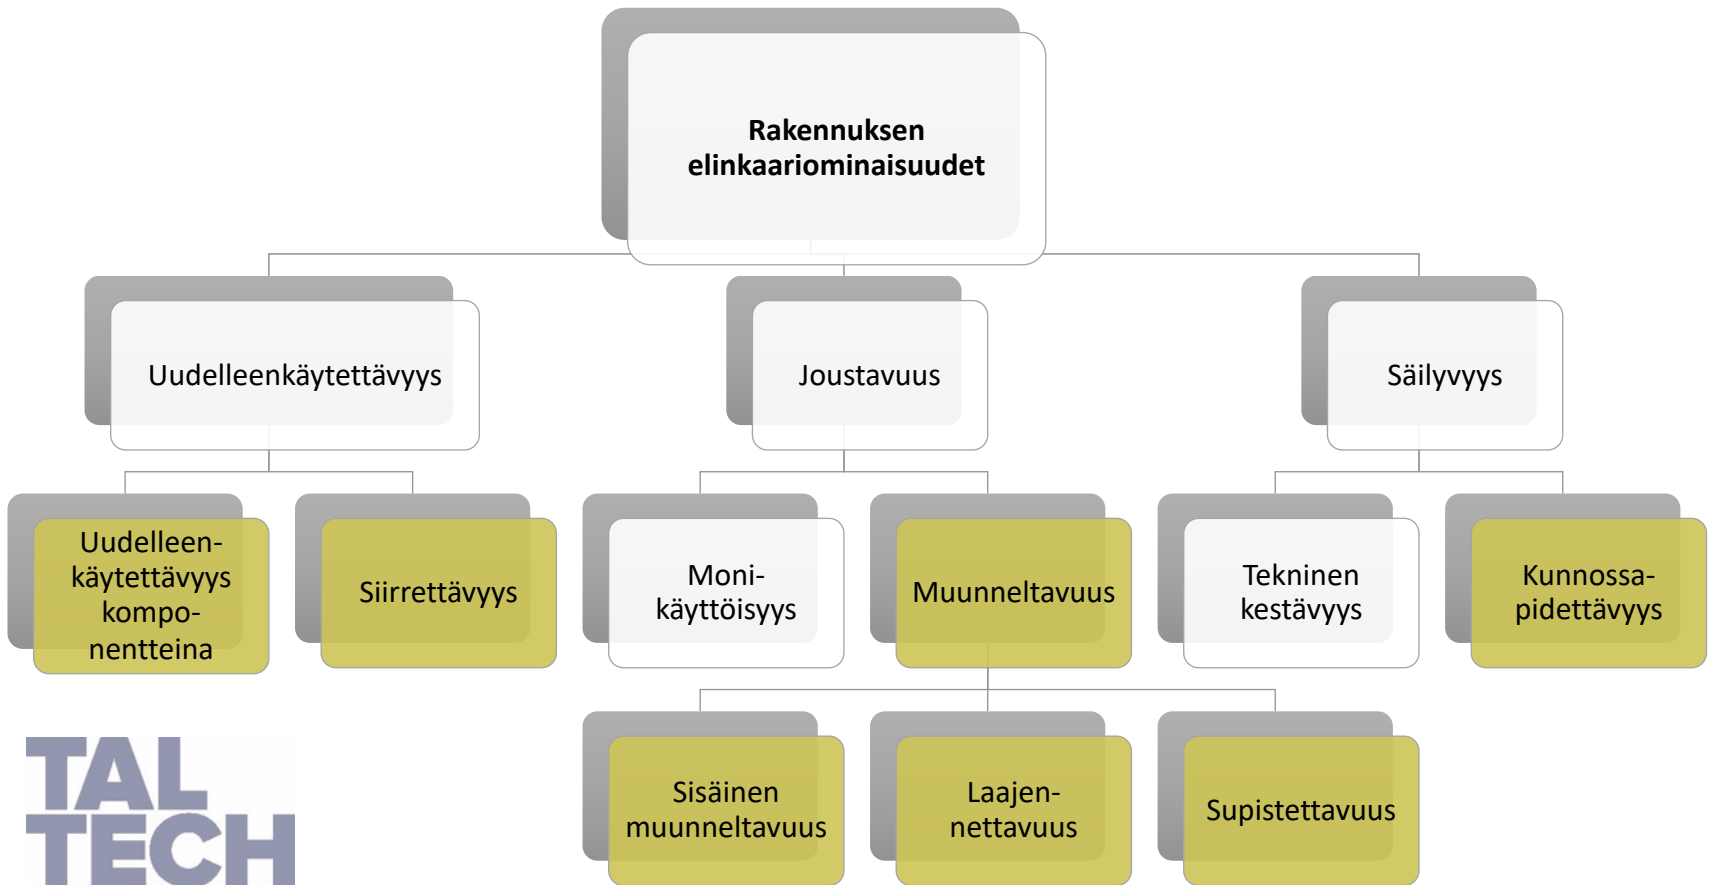 Rakennuksen
elinkaariominaisuudet
Uudelleenkäytettävyys
Joustavuus
Säilyvyys
Uudelleen-
käytettävyys
kompo-
nentteina
Siirrettävyys
Moni-
käyttöisyys
Muunneltavuus
Tekninen
kestävyys
Kunnossa-
pidettävyys
Sisäinen
muunneltavuus
Laajen-
nettavuus
Supistettavuus
TAL
TECH